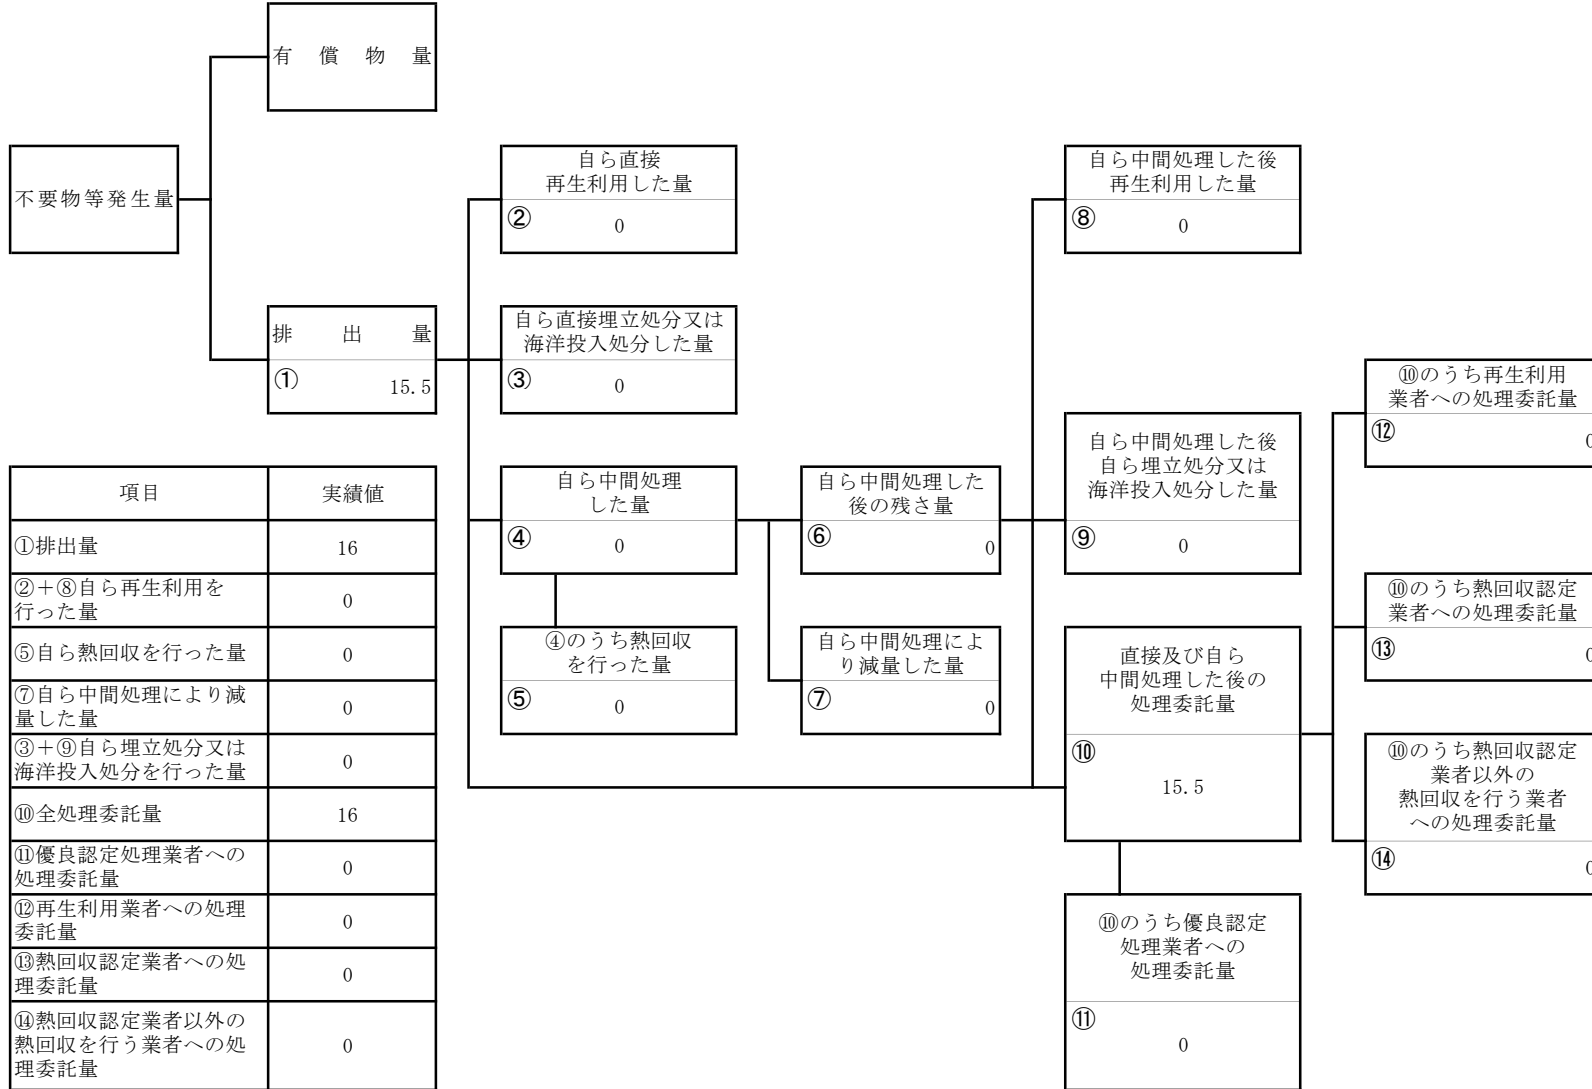 有償物量
不要物等発生量
自ら直接
再生利用した量
②
0
自ら中間処理した後
再生利用した量
⑧
0
排出量
①
15.5
自ら直接埋立処分又は
海洋投入処分した量
③
0
⑩のうち再生利用
業者への処理委託量
⑫
0
自ら中間処理した後
自ら埋立処分又は
海洋投入処分した量
⑨
0
自ら中間処理
した量
④
0
自ら中間処理した
後の残さ量
⑥
0
⑩のうち熱回収認定
業者への処理委託量
⑬
0
④のうち熱回収
を行った量
⑤
0
自ら中間処理によ
り減量した量
⑦
0
直接及び自ら
中間処理した後の
処理委託量
⑩
15.5
⑩のうち熱回収認定
業者以外の
熱回収を行う業者
への処理委託量
⑭
0
⑩のうち優良認定
処理業者への
処理委託量
⑪
0
項目 実績値
①排出量 16
②＋⑧自ら再生利用を
行った量 0
⑤自ら熱回収を行った量 0
⑦自ら中間処理により減
量した量 0
③＋⑨自ら埋立処分又は
海洋投入処分を行った量 0
⑩全処理委託量 16
⑪優良認定処理業者への
処理委託量 0
⑫再生利用業者への処理
委託量 0
⑬熱回収認定業者への処
理委託量 0
⑭熱回収認定業者以外の
熱回収を行う業者への処
理委託量 0